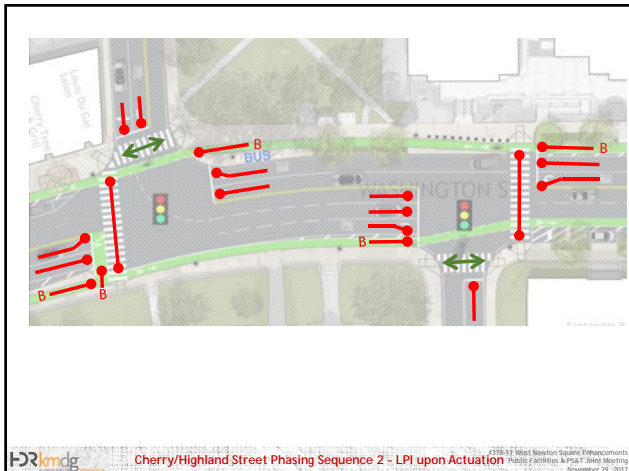 Louis Du Gal
Salon
Cherry Tree
& Grill
B
BUS
B
WASHINGTON S
B
B
B
HDR kmdg
Cherry/Highland Street Phasing Sequence 2 - LPI upon Actuation
#378-17 West Newton Square Enhancements
Public Facilities & PS&T Joint Meeting
November 29, 2017